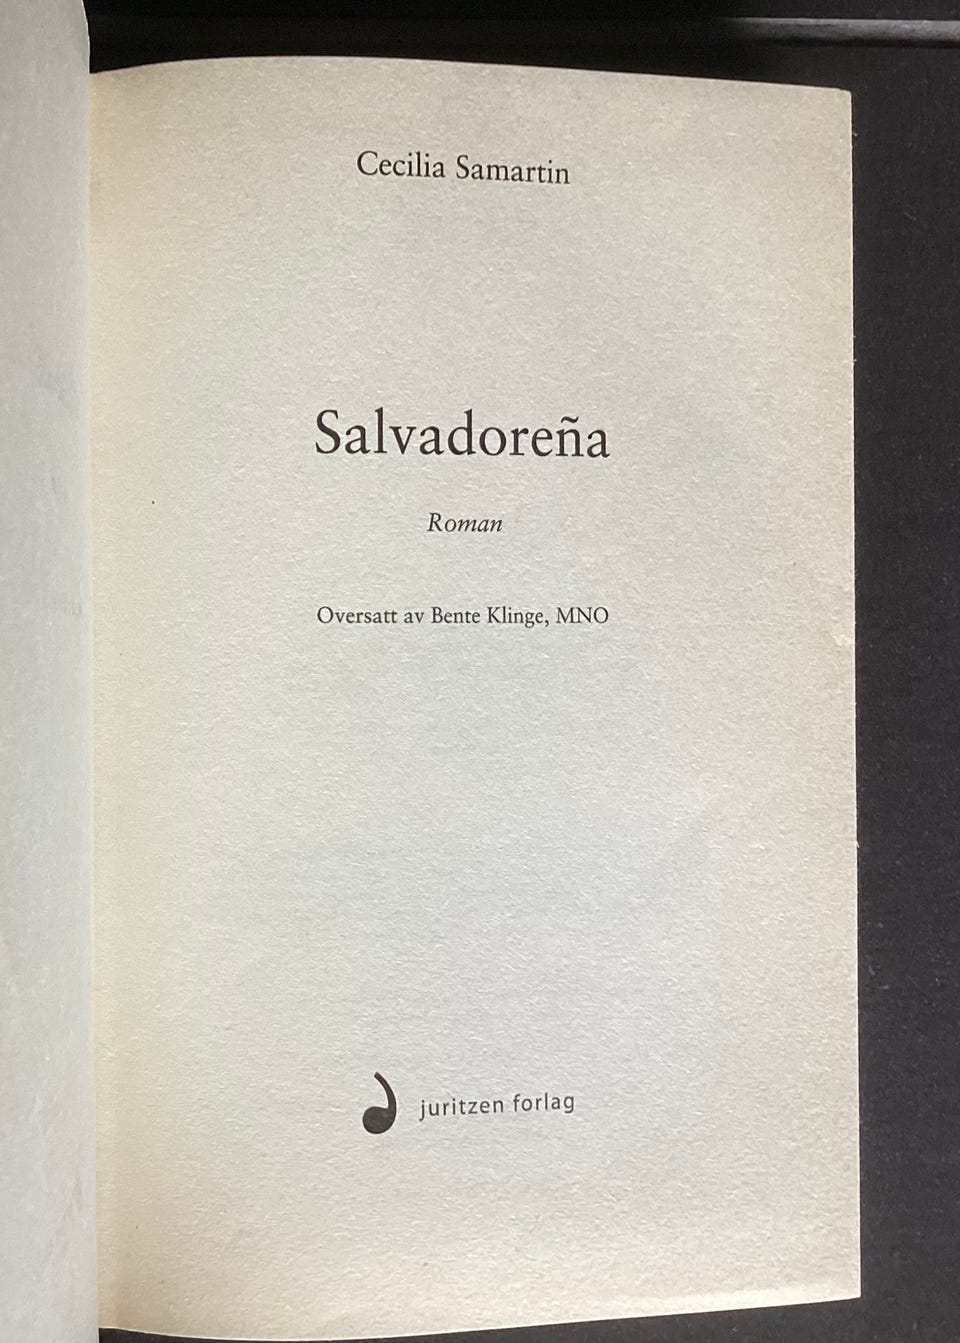 Cecilia Samartin
Salvadoreña
Roman
Oversatt av Bente Klinge, MNO
juritzen forlag